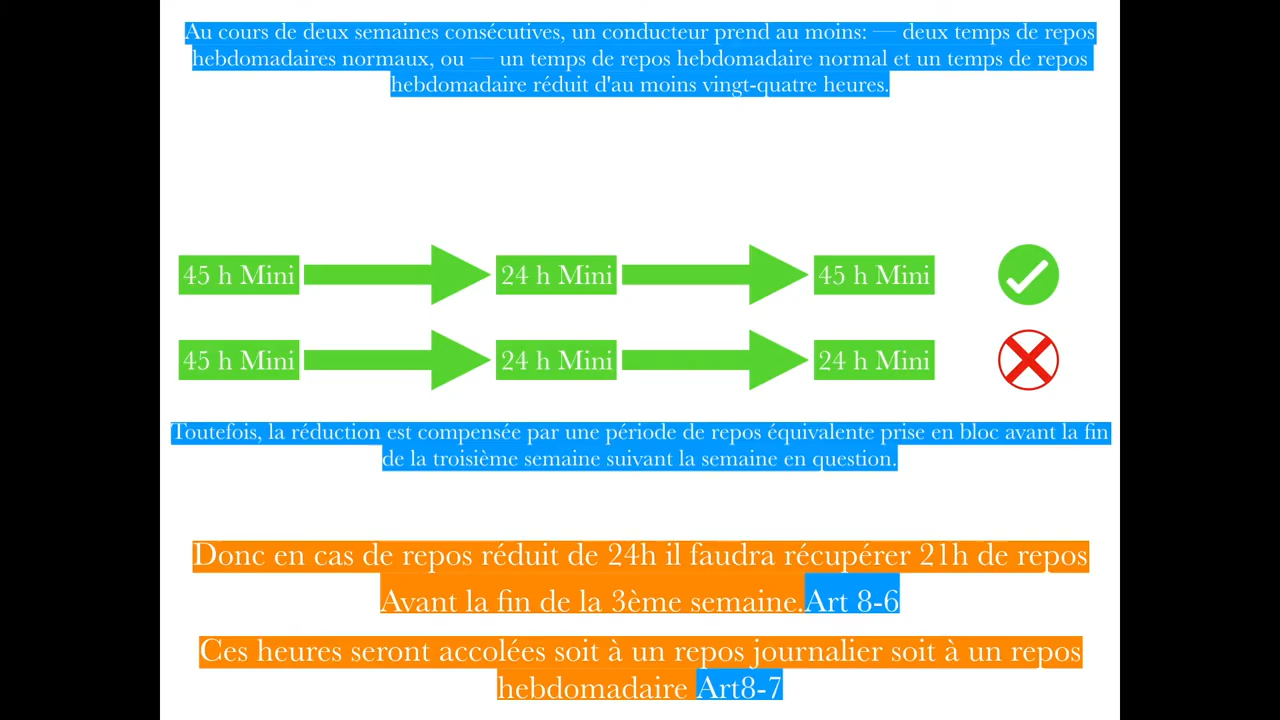 Au cours de deux semaines consécutives, un conducteur prend au moins: — deux temps de repos
hebdomadaires normaux, ou — un temps de repos hebdomadaire normal et un temps de repos
hebdomadaire réduit d'au moins vingt-quatre heures.
45 h Mini 24 h Mini 45 h Mini
45 h Mini 24 h Mini 24 h Mini
Toutefois, la réduction est compensée par une période de repos équivalente prise en bloc avant la fin
de la troisième semaine suivant la semaine en question.
Donc en cas de repos réduit de 24h il faudra récupérer 21h de repos
Avant la fin de la 3ème semaine.Art 8-6
Ces heures seront accolées soit à un repos journalier soit à un repos
hebdomadaire Art8-7